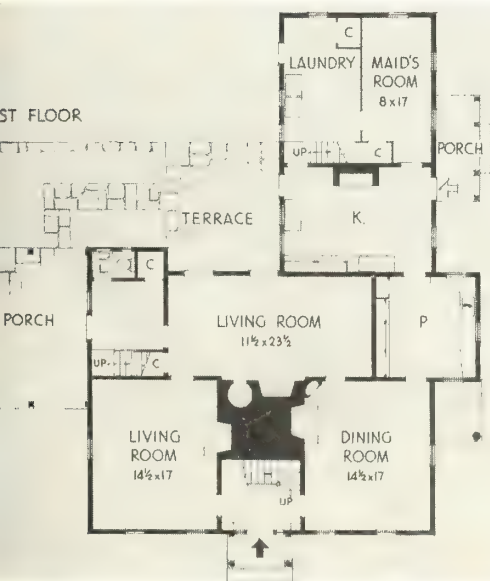 C
LAUNDRY
MAID'S
ROOM
8 x 17
ST FLOOR
UP
C
PORCH
TERRACE
K.
C
PORCH
LIVING ROOM
11½ x 23½
P
UP
C
LIVING
ROOM
14½ x 17
DINING
ROOM
14½ x 17
H
UP